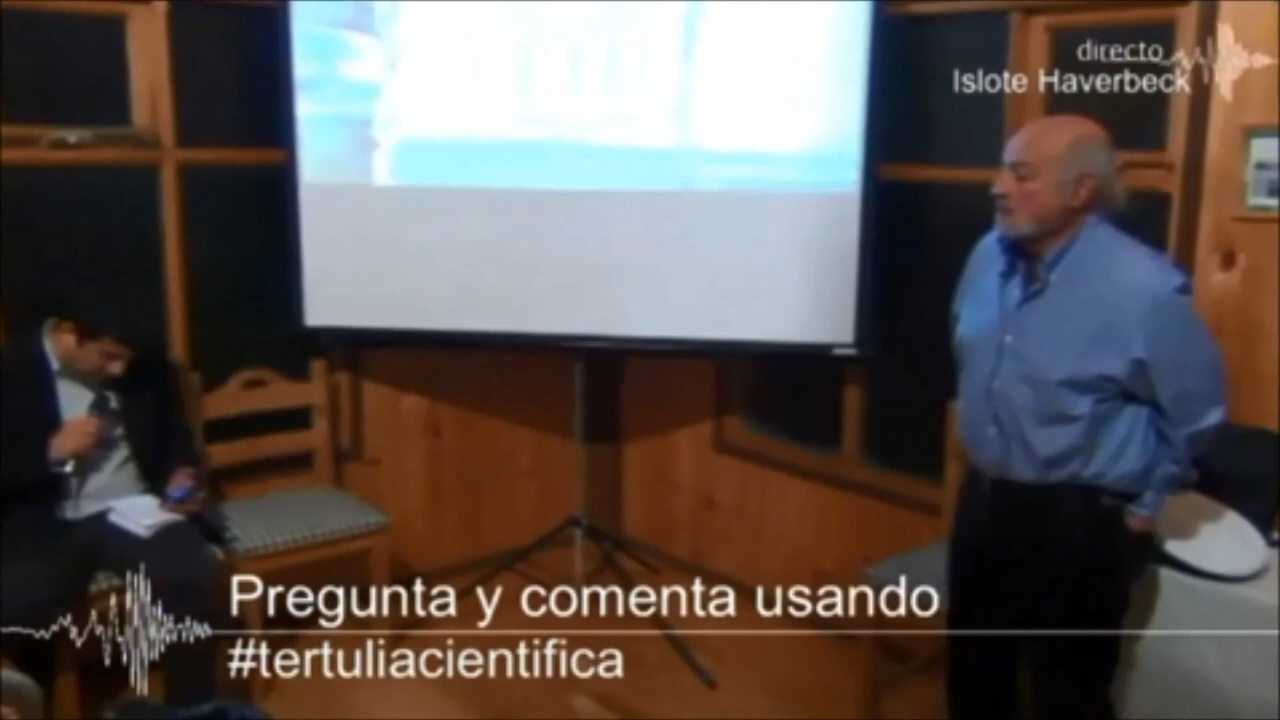 directo
Islote Haverbeck
Pregunta y comenta usando
#tertuliacientifica